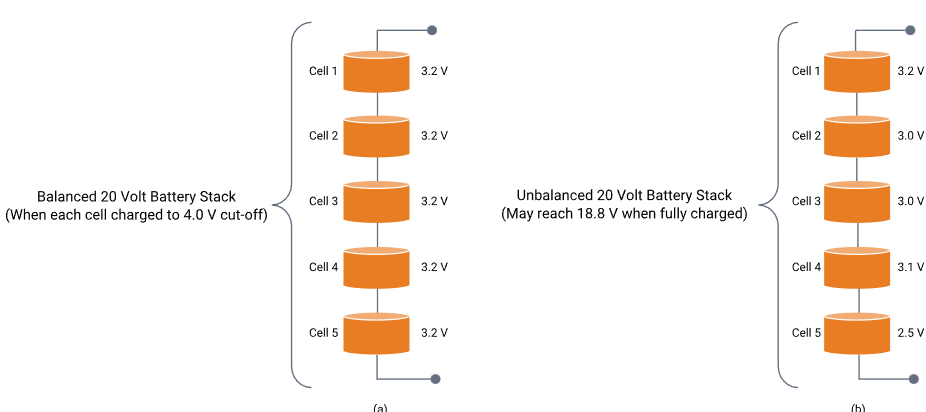 Balanced 20 Volt Battery Stack
(When each cell charged to 4.0 V cut-off)
Cell 1 3.2 V
Cell 2 3.2 V
Cell 3 3.2 V
Cell 4 3.2 V
Cell 5 3.2 V
(a)
Unbalanced 20 Volt Battery Stack
(May reach 18.8 V when fully charged)
Cell 1 3.2 V
Cell 2 3.0 V
Cell 3 3.0 V
Cell 4 3.1 V
Cell 5 2.5 V
(b)